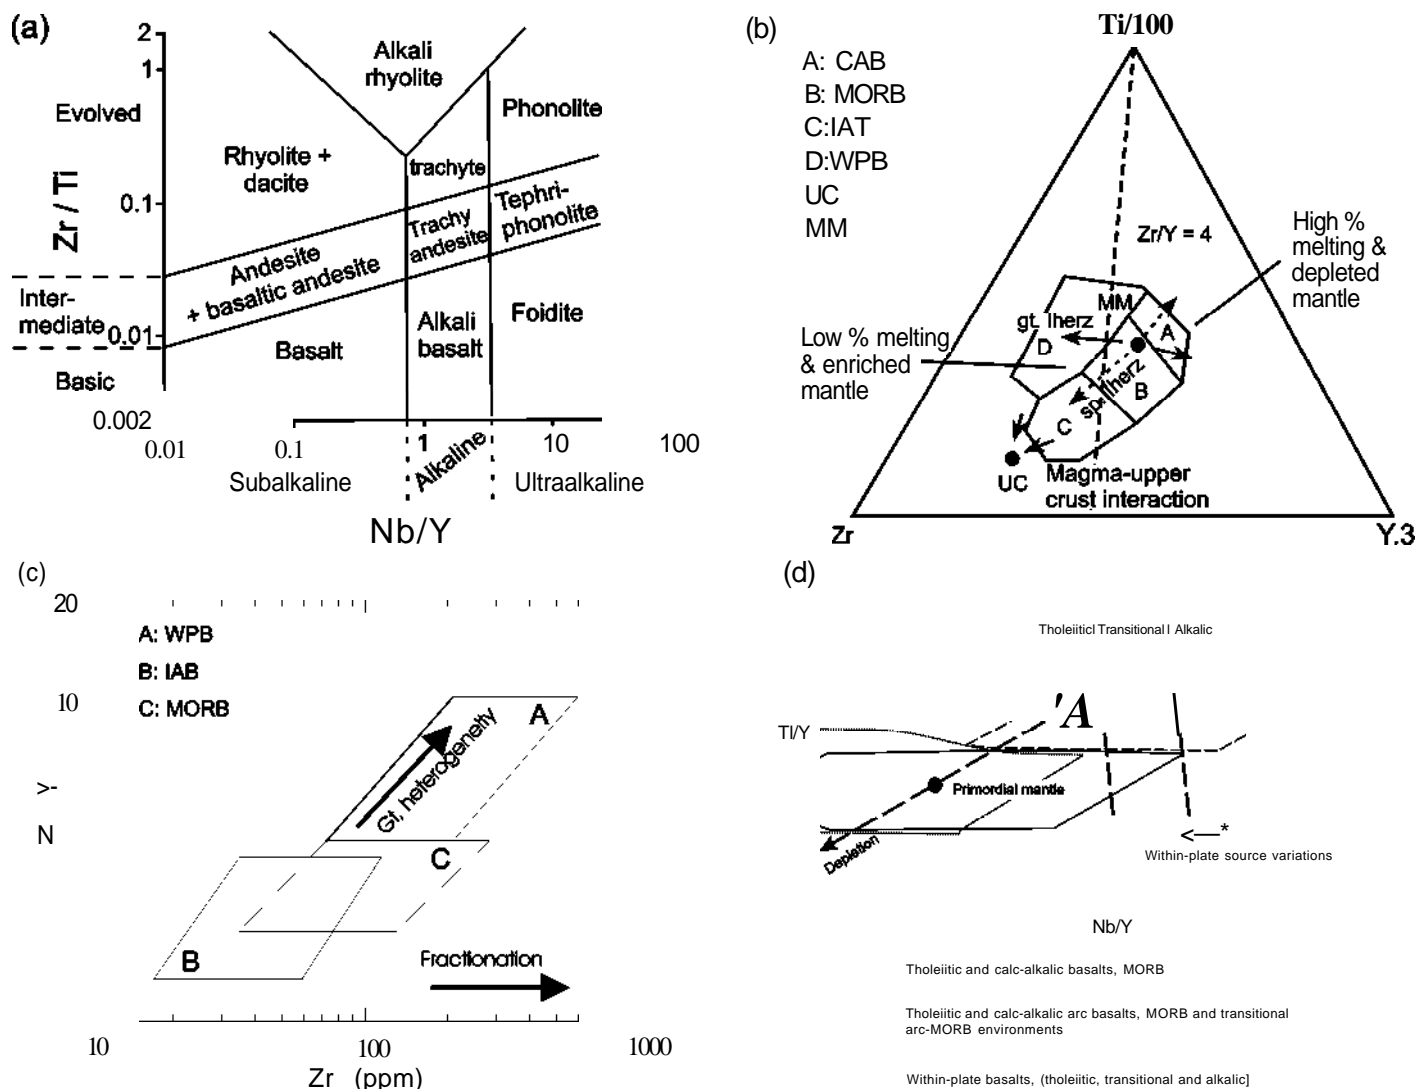 (a)
2
1
0.1
0.01
0.002
Zr / Ti
Evolved
Inter-
mediate
Basic
Alkali
rhyolite
Phonolite
Rhyolite +
dacite
trachyte
Tephri-
phonolite
Trachy
andesite
Andesite
+ basaltic andesite
Basalt
Alkali
basalt
Foidite
0.01
0.1
1
10
100
Subalkaline
Alkaline
Ultraalkaline
Nb/Y
(b)
Ti/100
A: CAB
B: MORB
C:IAT
D:WPB
UC
MM
Zr/Y = 4
High %
melting &
depleted
mantle
Low % melting
& enriched
mantle
MM
gt. lherz
A
D
sp. lherz
B
C
UC
Magma-upper
crust interaction
Zr
Y.3
(c)
20
10
A: WPB
B: IAB
C: MORB
A
Gt, heterogeneity
C
B
Fractionation
>-
N
10
100
1000
Zr (ppm)
(d)
Tholeiiticl Transitional l Alkalic
'A
Tl/Y
Primordial mantle
Depletion
*
Within-plate source variations
Nb/Y
Tholeiitic and calc-alkalic basalts, MORB
Tholeiitic and calc-alkalic arc basalts, MORB and transitional
arc-MORB environments
Within-plate basalts, (tholeiitic, transitional and alkalic]